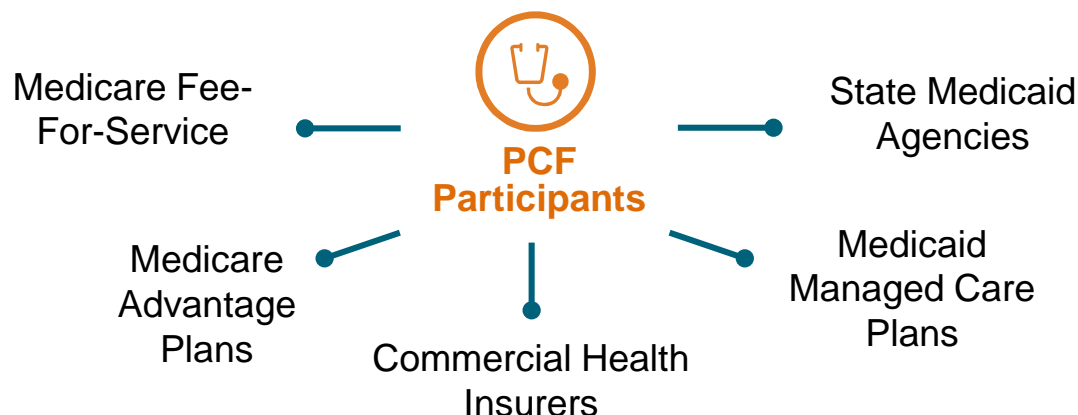 Medicare Fee-
For-Service
PCF
Participants
State Medicaid
Agencies
Medicare
Advantage
Plans
Commercial Health
Insurers
Medicaid
Managed Care
Plans